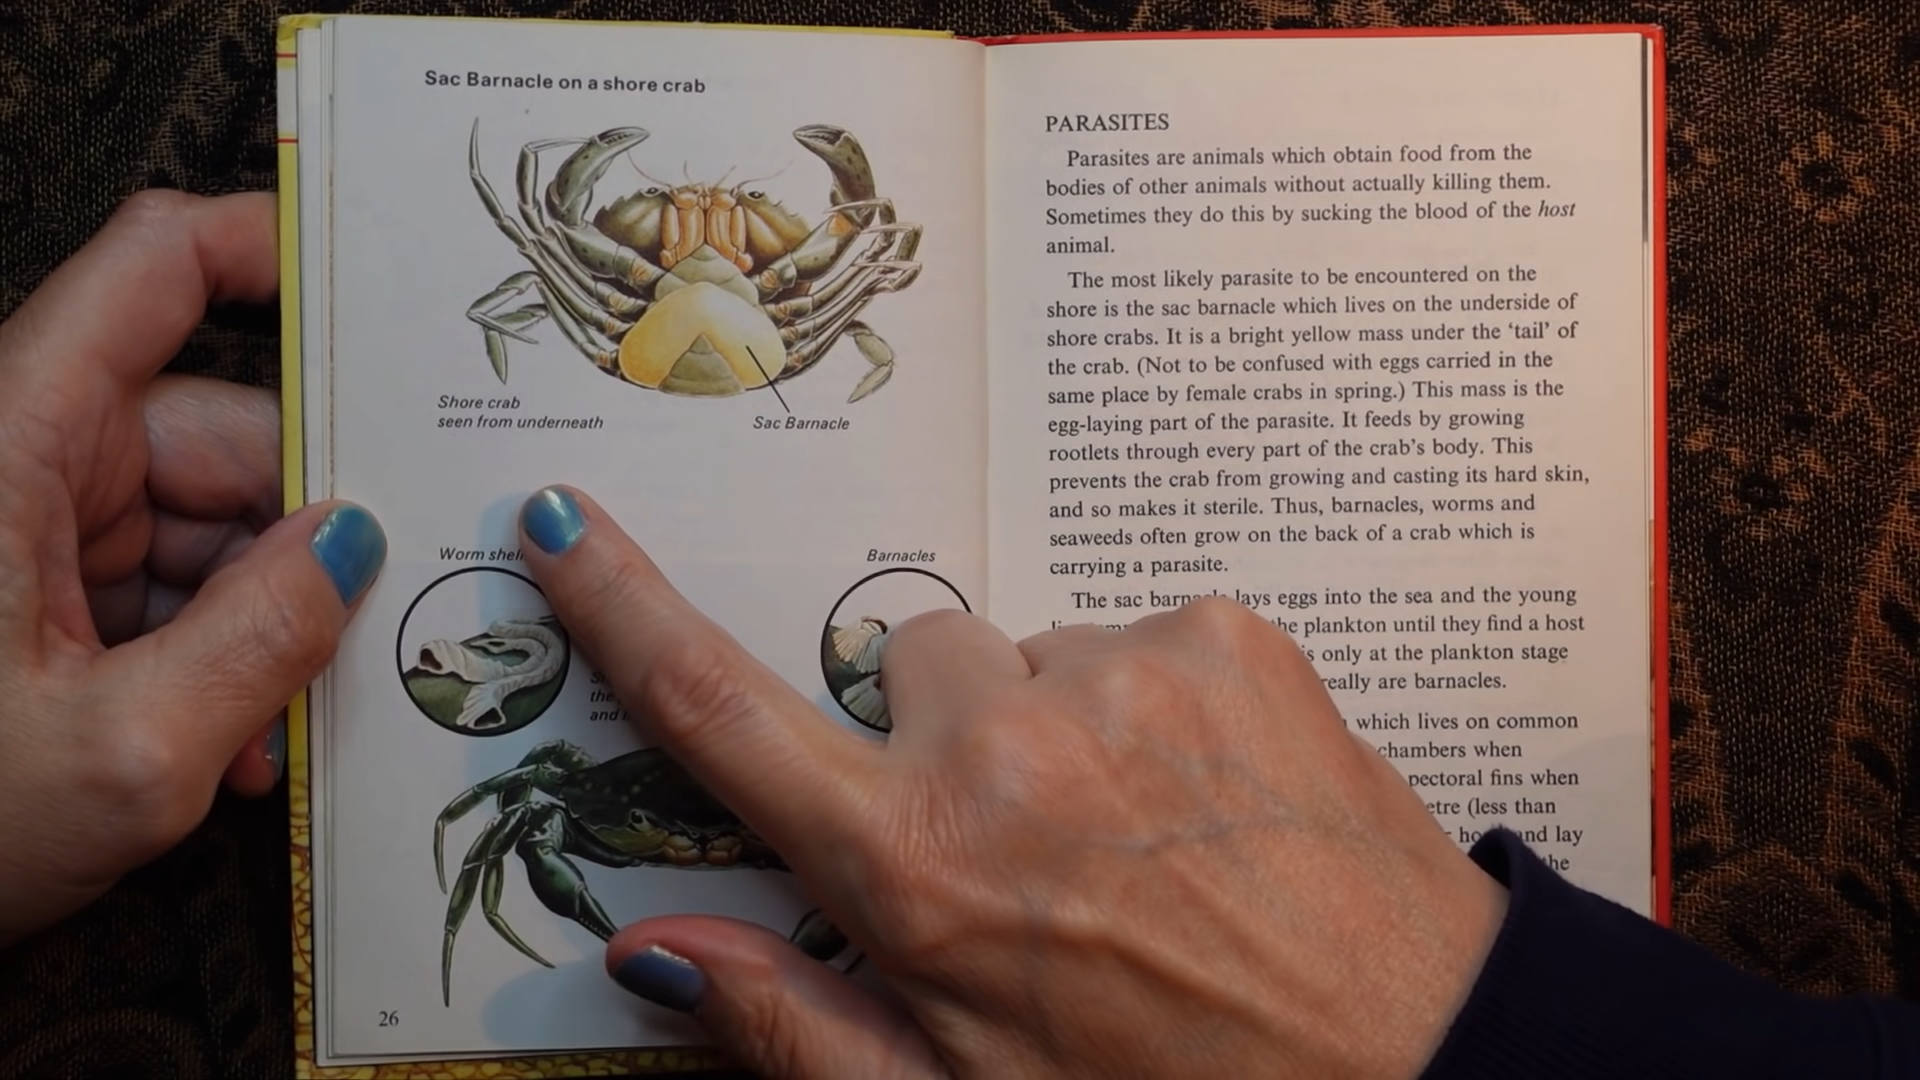 Sac Barnacle on a shore crab
Shore crab
seen from underneath
Sac Barnacle
Worm shell
Barnacles
the
and
26
PARASITES
Parasites are animals which obtain food from the
bodies of other animals without actually killing them.
Sometimes they do this by sucking the blood of the host
animal.
The most likely parasite to be encountered on the
shore is the sac barnacle which lives on the underside of
shore crabs. It is a bright yellow mass under the ‘tail’ of
the crab. (Not to be confused with eggs carried in the
same place by female crabs in spring.) This mass is the
egg-laying part of the parasite. It feeds by growing
rootlets through every part of the crab’s body. This
prevents the crab from growing and casting its hard skin,
and so makes it sterile. Thus, barnacles, worms and
seaweeds often grow on the back of a crab which is
carrying a parasite.
The sac barnacle lays eggs into the sea and the young
the plankton until they find a host
is only at the plankton stage
really are barnacles.
which lives on common
chambers when
pectoral fins when
(less than
and lay
the